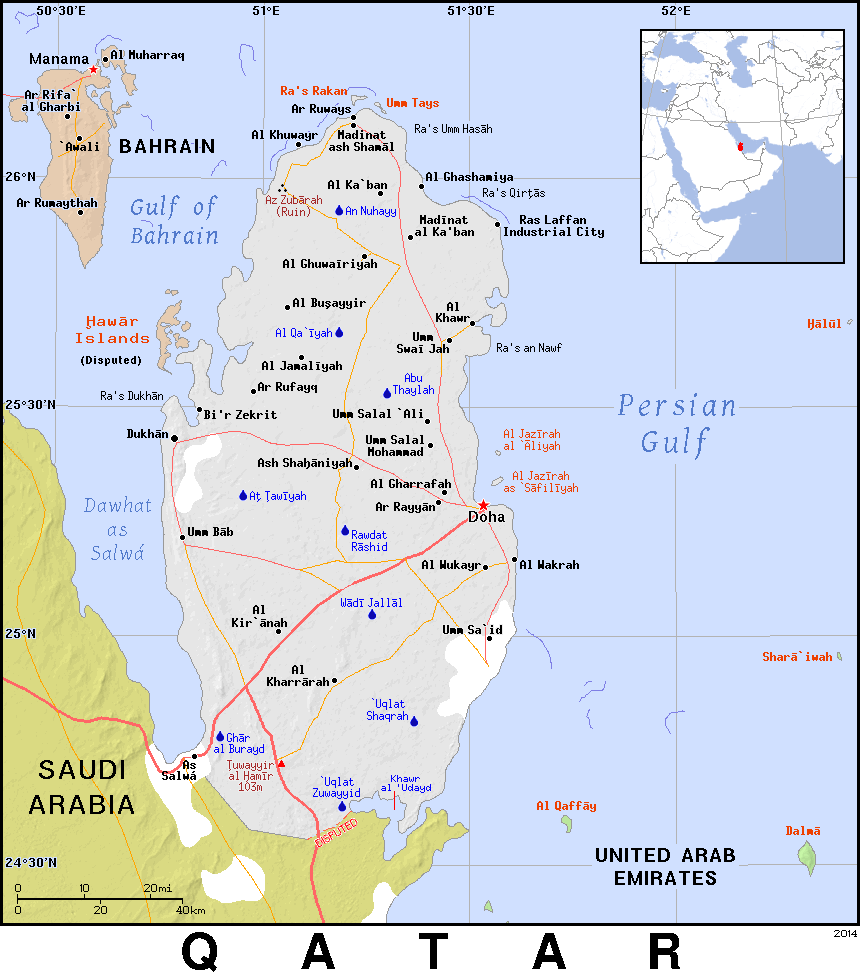 50°30'E
51°E
51°30'E
52°E
Manama
Al Muharraq
Ar Rifa`
al Gharbi
`Awali
BAHRAIN
Ar Rumaythah
26°N
Gulf of
Bahrain
Ra's Rakan
Umm Tays
Ar Ruways
Madīnat
ash Shamāl
Al Khuwayr
Ra's Umm Hasāh
Al Ghashamiya
Ra's Qirţās
Al Ka`ban
Az Zubārah
(Ruin)
An Nuhayy
Madīnat
al Ka'ban
Ras Laffan
Industrial City
Al Ghuwaīriyah
Al Buşayyir
Al
Khawr
Al Qa`īyah
Umm
Swaī Jah
Ḩawār
Islands
(Disputed)
Ra's an Nawf
Ḩālūl
Al Jamalīyah
Abu
Thaylah
Ra's Dukhān
Ar Rufayq
25°30'N
Bi'r Zekrit
Umm Salal `Ali
Persian
Gulf
Dukhān
Umm Salal
Mohammad
Al Jazīrah
al `Āliyah
Ash Shaḩāniyah
Al Jazīrah
as `Sāfilīyah
Al Gharrafah
Aţ Ţawīyah
Ar Rayyān
Doha
Dawhat
as
Salwá
Umm Bāb
Rawdat
Rāshid
Al Wukayr
Al Wakrah
Wādī Jallāl
Al
Kir`ānah
25°N
Umm Sa`id
Sharā`iwah
Al
Kharrārah
`Uqlat
Shaqrah
Ghār
al Burayd
As
Salwá
Ţuwayyir
al Hamīr
103m
`Uqlat
Zuwayyid
Khawr
al 'Udayd
SAUDI
ARABIA
DISPUTED
Al Qaffāy
Dalmā
24°30'N
UNITED ARAB
EMIRATES
0 10 20mi
0 20 40km
2014
QATAR